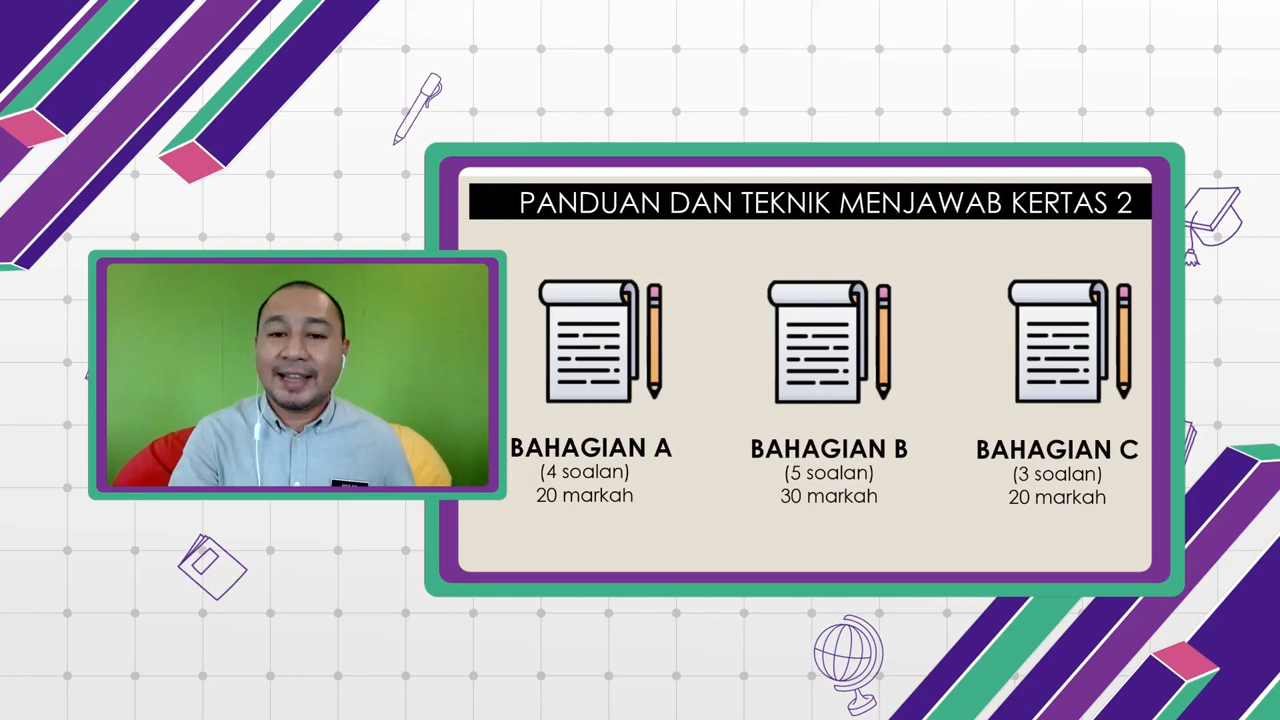 PANDUAN DAN TEKNIK MENJAWAB KERTAS 2
BAHAGIAN A
(4 soalan)
20 markah
BAHAGIAN B
(5 soalan)
30 markah
BAHAGIAN C
(3 soalan)
20 markah